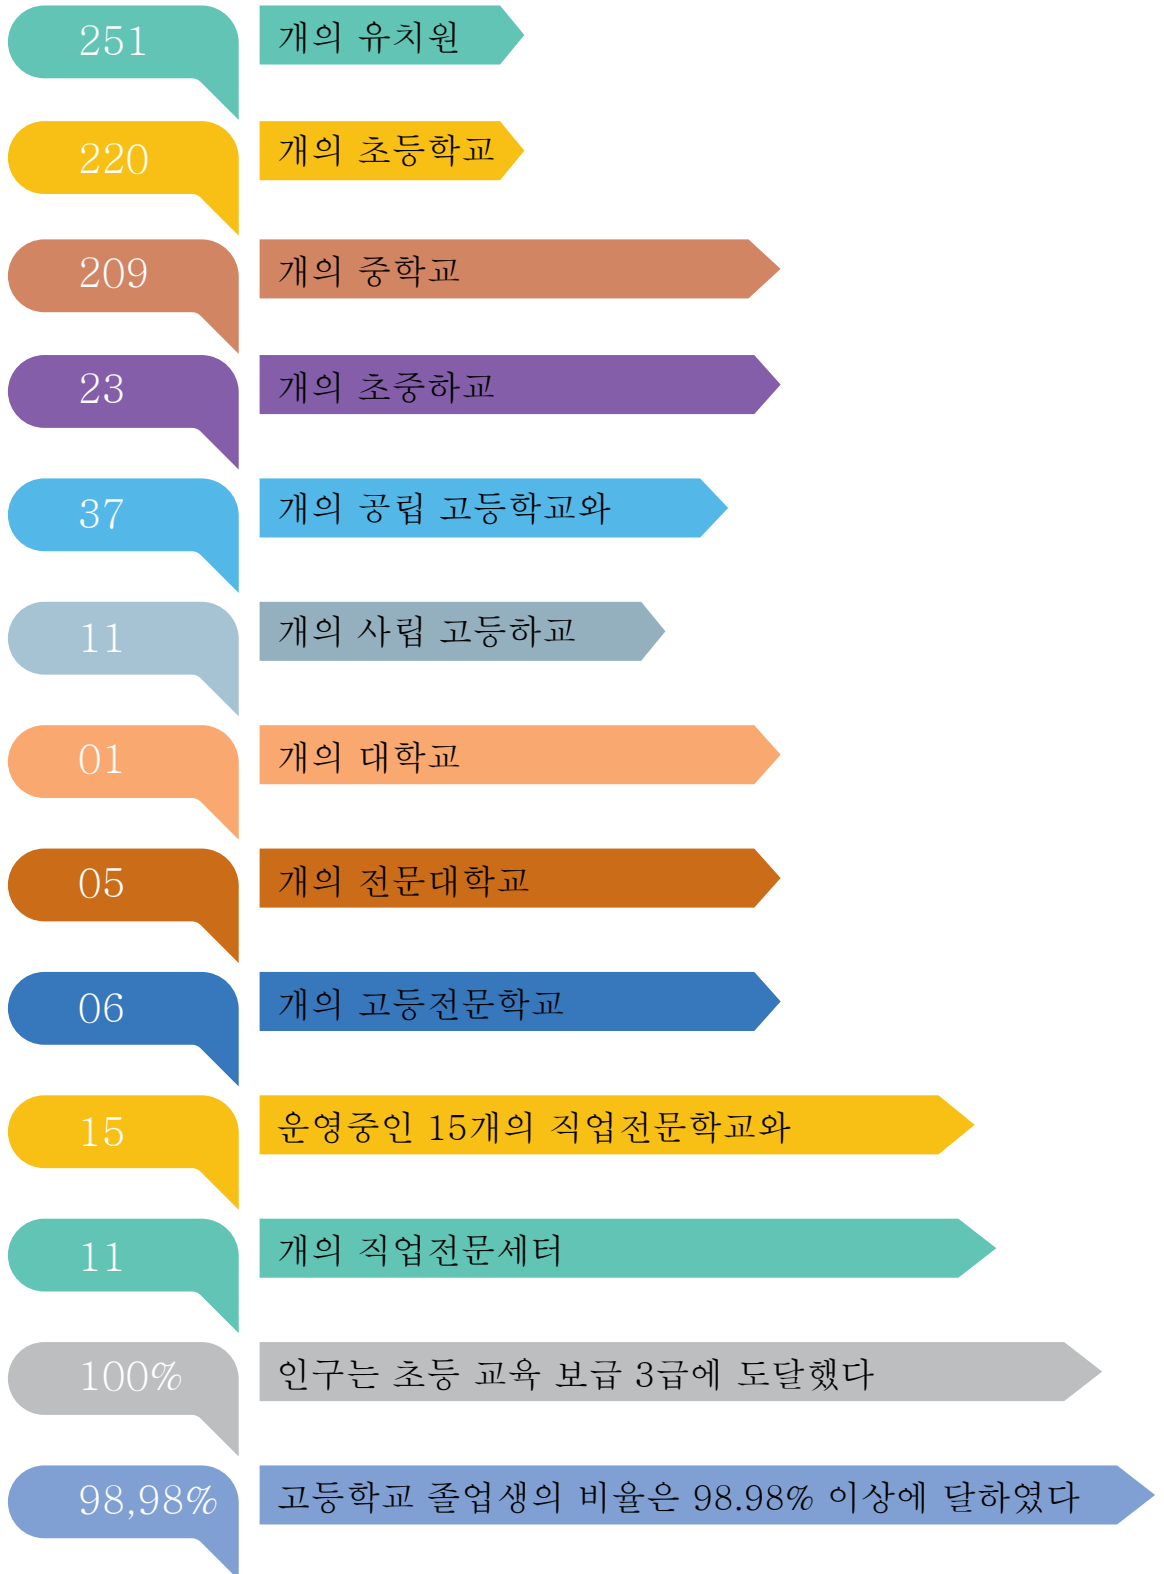 251 개의 유치원
220 개의 초등학교
209 개의 중학교
23 개의 초중하교
37 개의 공립 고등학교와
11 개의 사립 고등하교
01 개의 대학교
05 개의 전문대학교
06 개의 고등전문학교
15 운영중인 15개의 직업전문학교와
11 개의 직업전문세터
100% 인구는 초등 교육 보급 3급에 도달했다
98,98% 고등학교 졸업생의 비율은 98.98% 이상에 달하였다